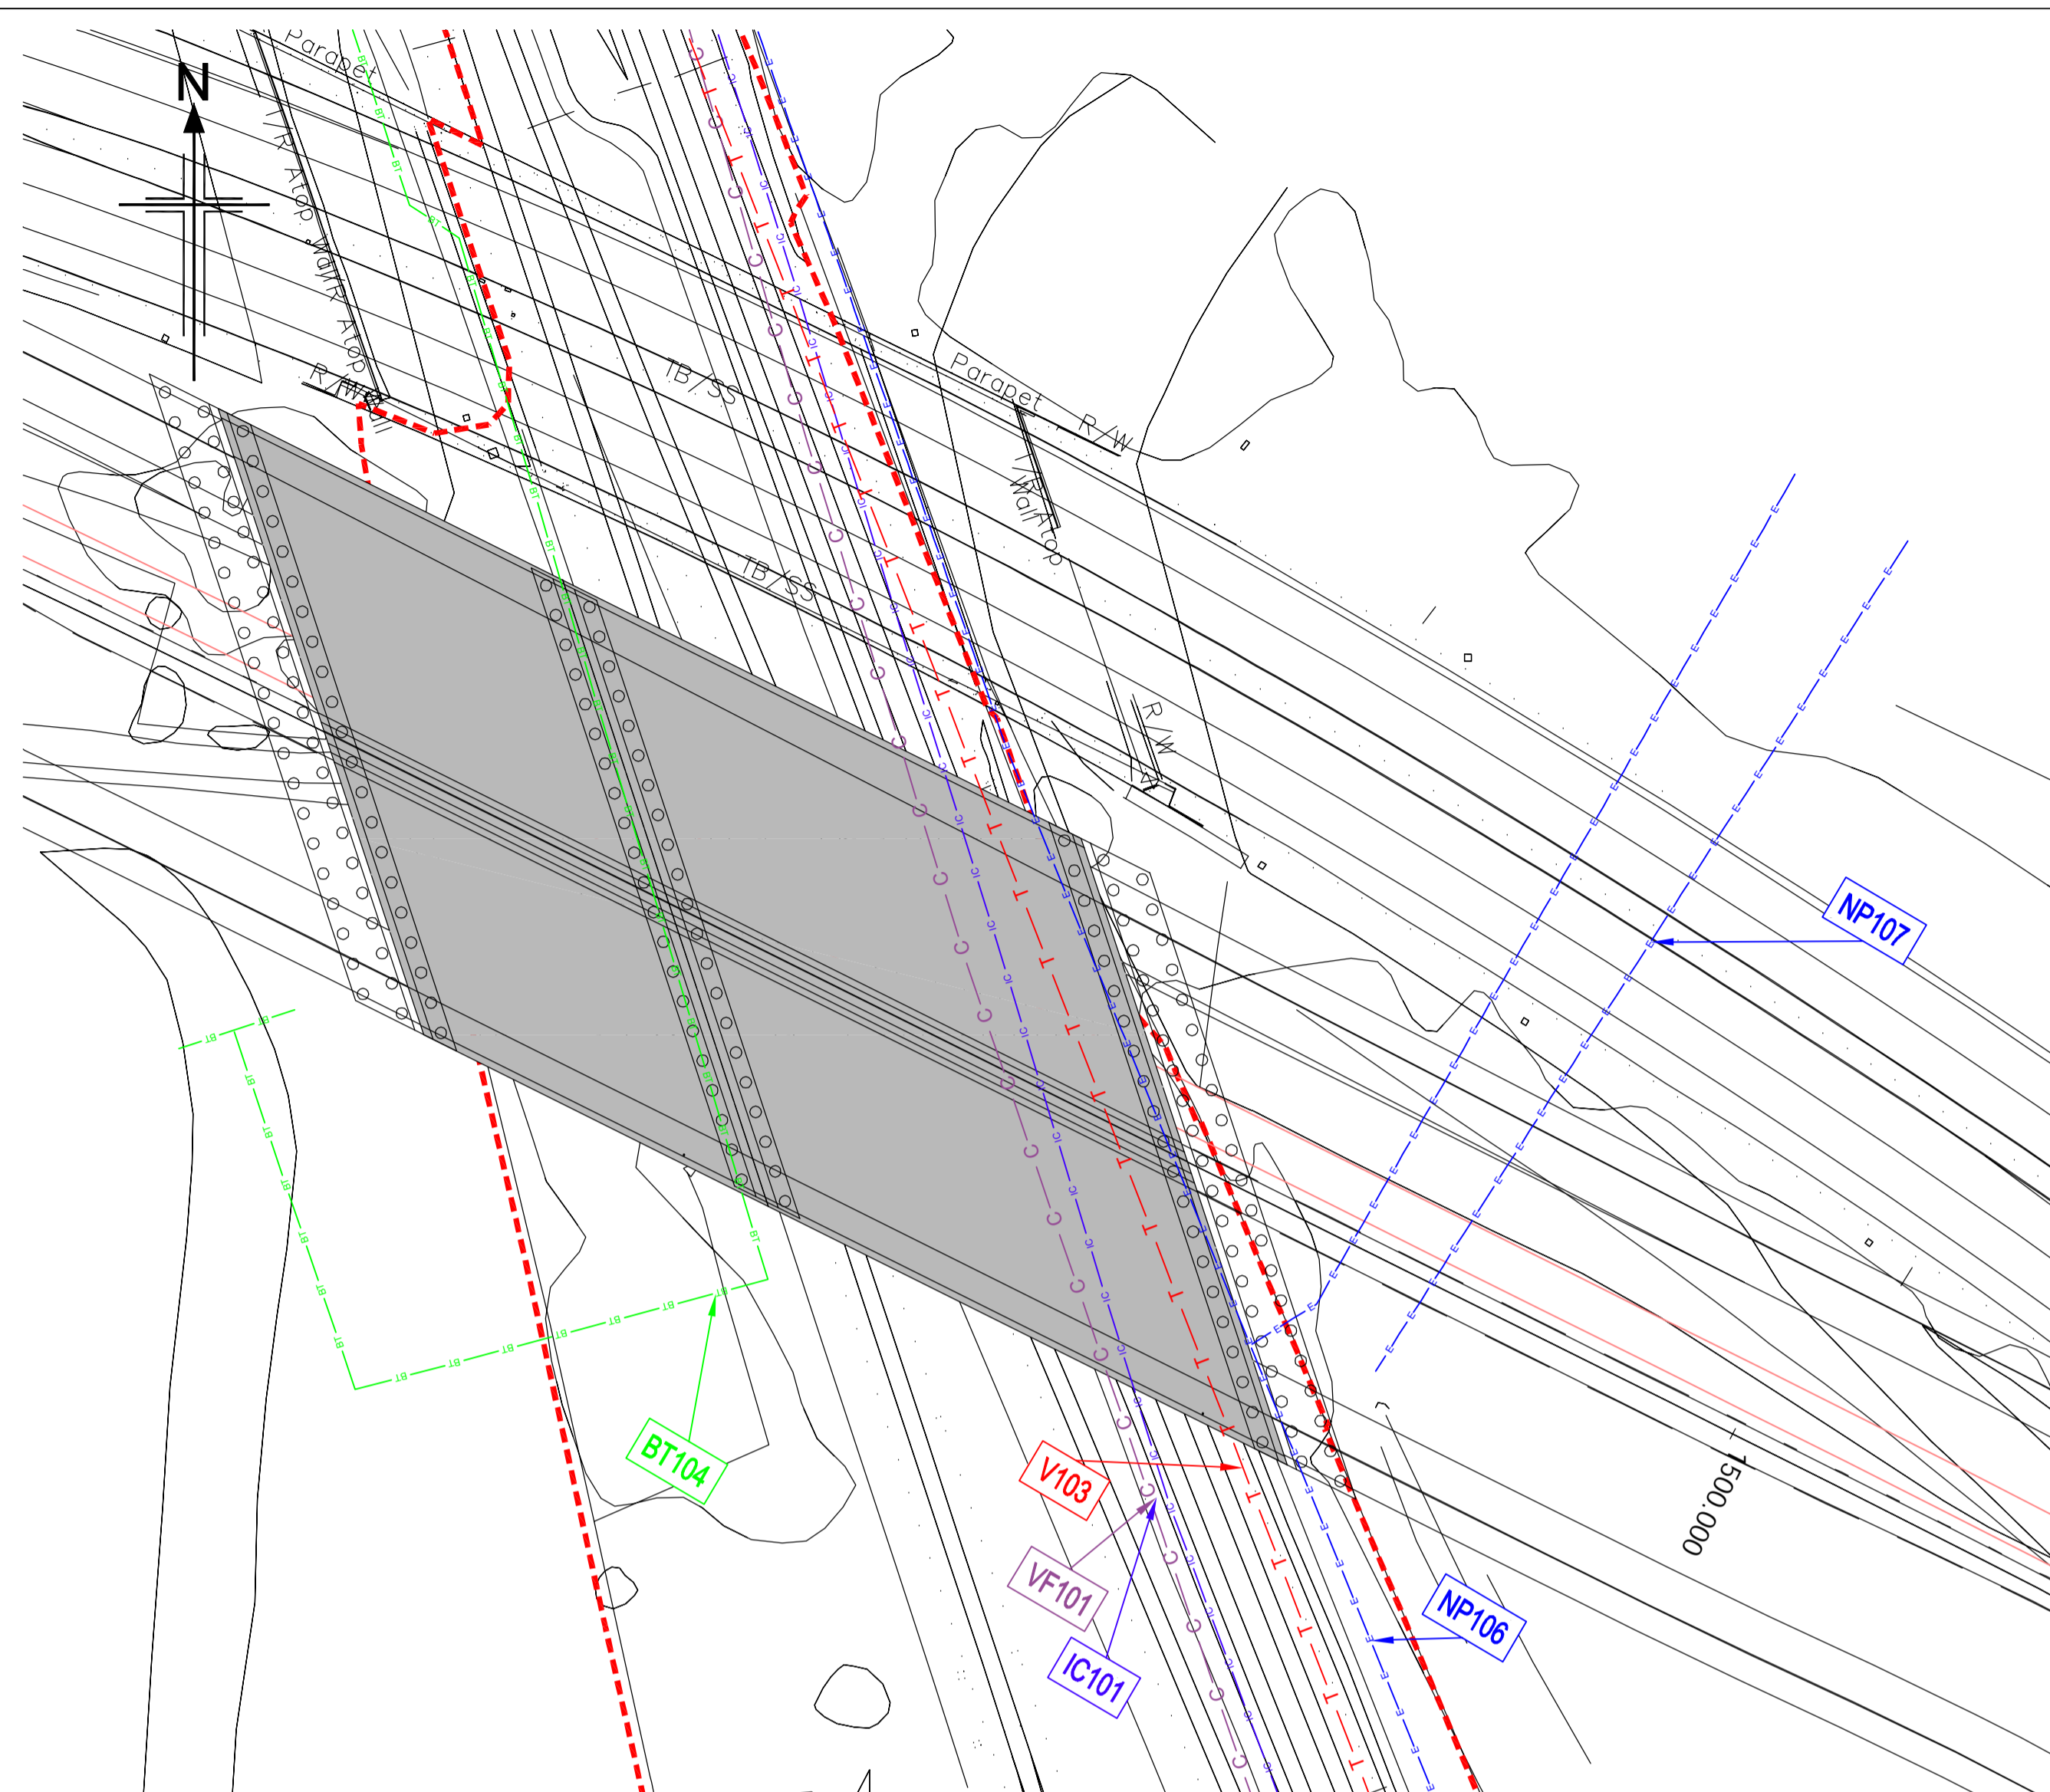 N
Parapet
I/R Atop Wall
I/R Atop
R/W
Wall
TB/SS
Parapet
R/W
I/R Atop
Wall
TB/SS
R/W
NP107
BT104
V103
VF101
IC101
NP106
1500.000